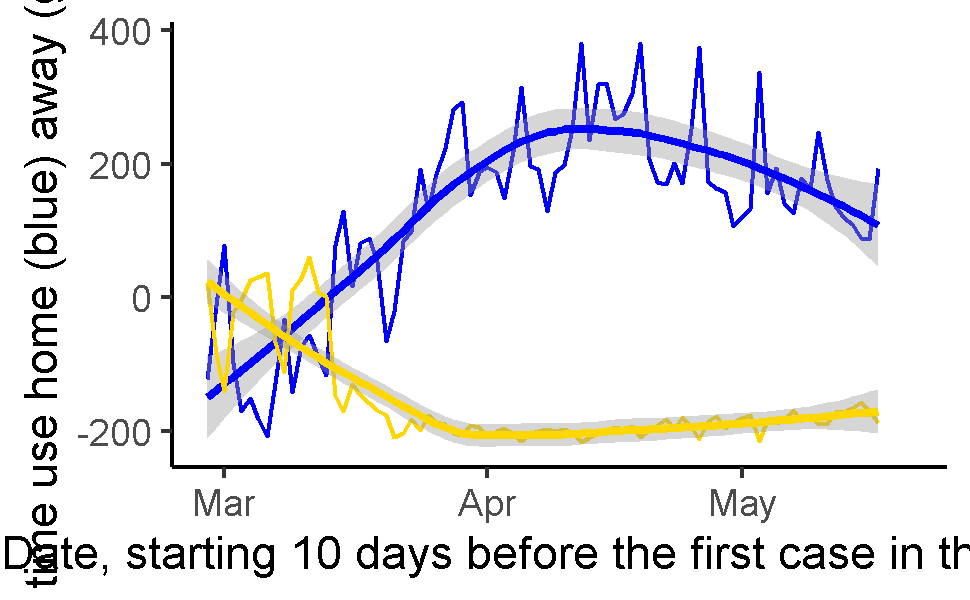 time use home (blue) away (
400
200
0
-200
Mar Apr May
Date, starting 10 days before the first case in th